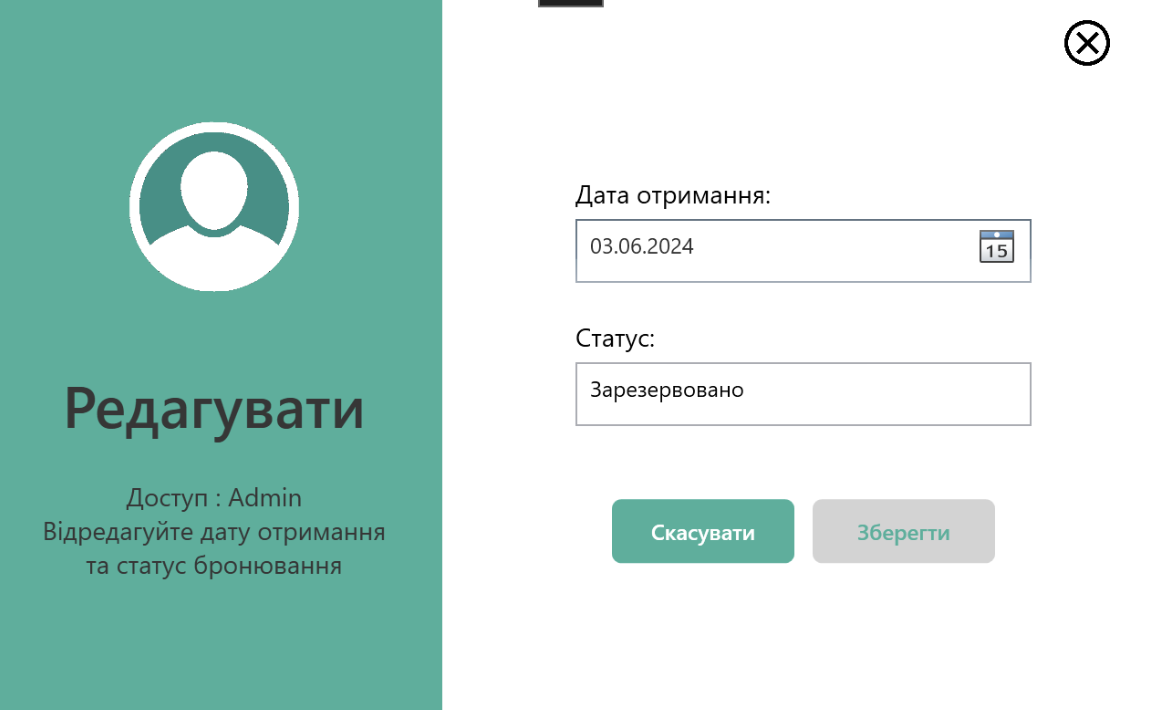 Редагувати
Доступ : Admin
Відредагуйте дату отримання
та статус бронювання
Дата отримання:
03.06.2024
15
Статус:
Зарезервовано
Скасувати
Зберегти